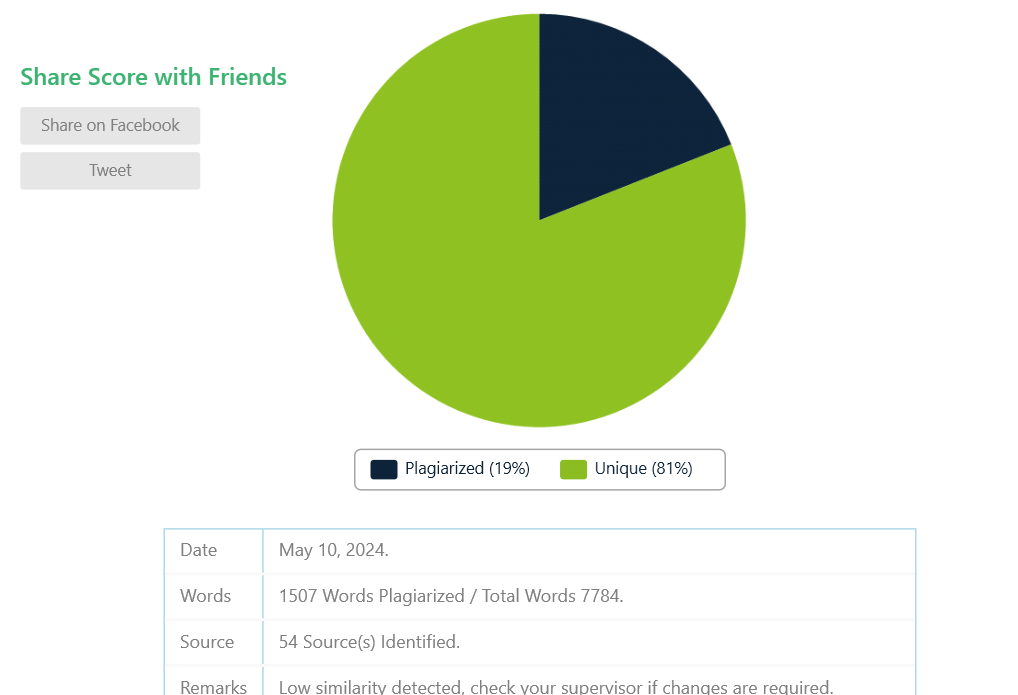 Share Score with Friends
Share on Facebook
Tweet
Plagiarized (19%)
Unique (81%)
Date
May 10, 2024.
Words
1507 Words Plagiarized / Total Words 7784.
Source
54 Source(s) Identified.
Remarks
Low similarity detected, check your supervisor if changes are required.